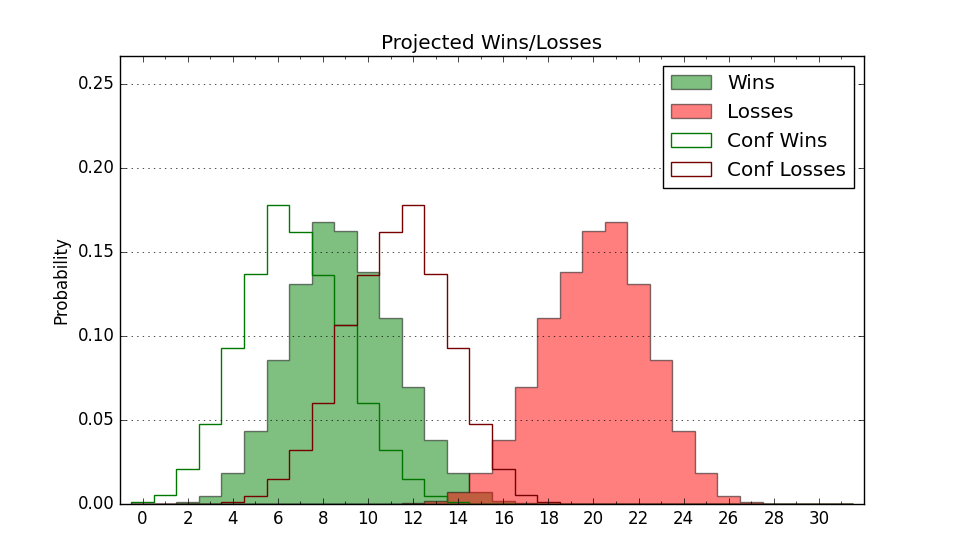 Projected Wins/Losses
Wins
Losses
Conf Wins
Conf Losses
Probability
0.25
0.20
0.15
0.10
0.05
0.00
0 2 4 6 8 10 12 14 16 18 20 22 24 26 28 30